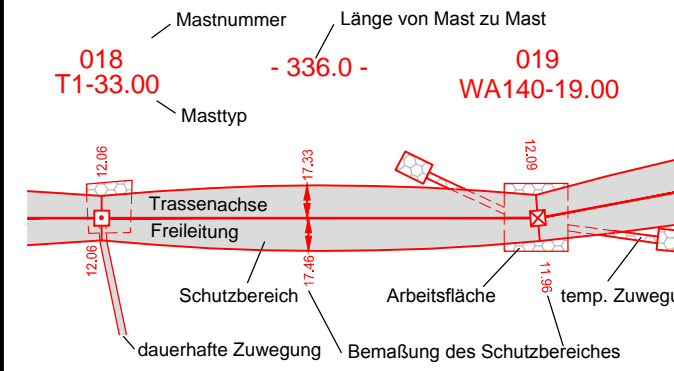 Mastnummer
Länge von Mast zu Mast
018
T1-33.00
- 336.0 -
019
WA140-19.00
Masttyp
12.06
17.33
12.09
Trassenachse
Freileitung
12.06
17.46
11.96
Schutzbereich
Arbeitsfläche
temp. Zuwegu
dauerhafte Zuwegung
Bemaßung des Schutzbereiches